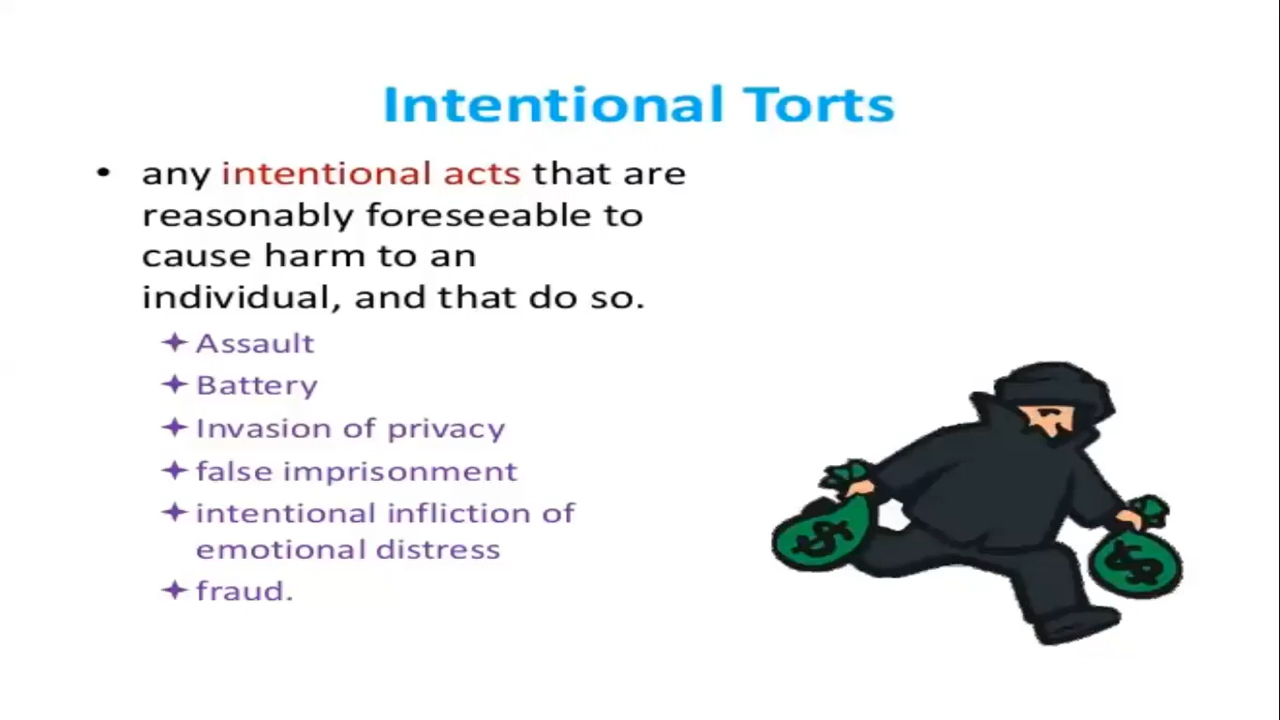 Intentional Torts
• any intentional acts that are
reasonably foreseeable to
cause harm to an
individual, and that do so.
✦ Assault
✦ Battery
✦ Invasion of privacy
✦ false imprisonment
✦ intentional infliction of
emotional distress
✦ fraud.
$
$